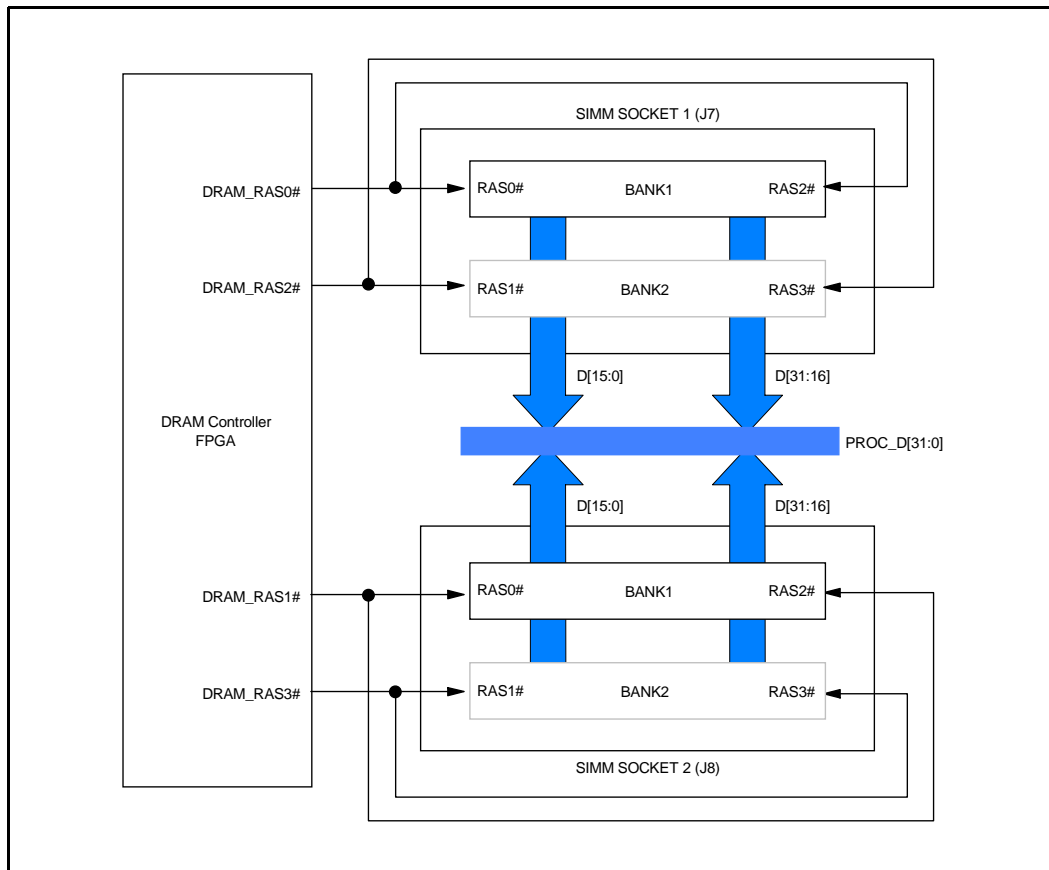 SIMM SOCKET 1 (J7)
DRAM_RAS0#
RAS0#
BANK1
RAS2#
DRAM_RAS2#
RAS1#
BANK2
RAS3#
D[15:0]
D[31:16]
DRAM Controller
FPGA
PROC_D[31:0]
D[15:0]
D[31:16]
DRAM_RAS1#
RAS0#
BANK1
RAS2#
DRAM_RAS3#
RAS1#
BANK2
RAS3#
SIMM SOCKET 2 (J8)